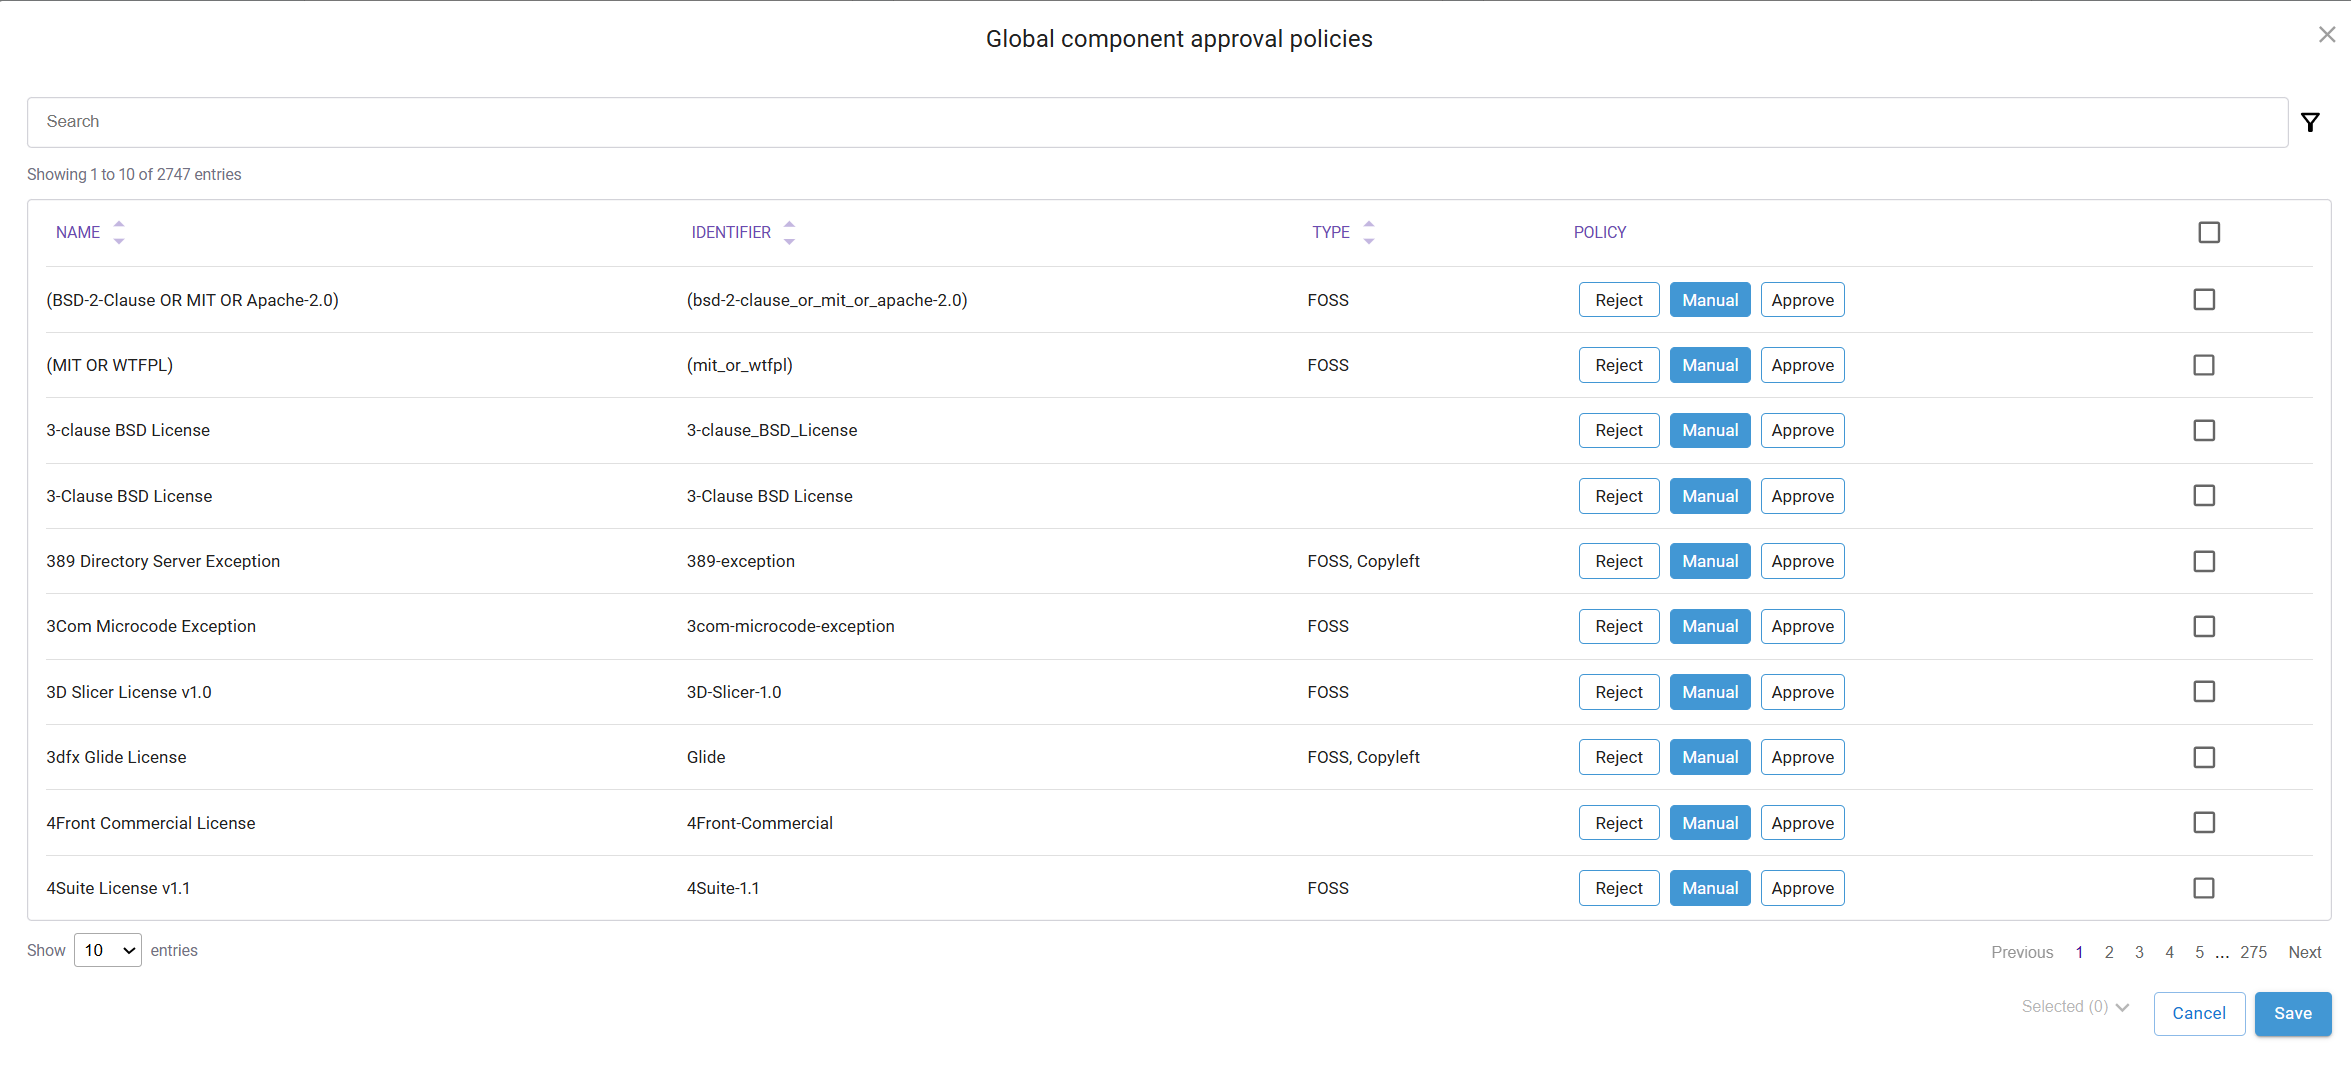 Global component approval policies
Search
Showing 1 to 10 of 2747 entries
NAME IDENTIFIER TYPE POLICY
(BSD-2-Clause OR MIT OR Apache-2.0) (bsd-2-clause_or_mit_or_apache-2.0) FOSS Reject Manual Approve
(MIT OR WTFPL) (mit_or_wtfpl) FOSS Reject Manual Approve
3-clause BSD License 3-clause_BSD_License Reject Manual Approve
3-Clause BSD License 3-Clause BSD License Reject Manual Approve
389 Directory Server Exception 389-exception FOSS, Copyleft Reject Manual Approve
3Com Microcode Exception 3com-microcode-exception FOSS Reject Manual Approve
3D Slicer License v1.0 3D-Slicer-1.0 FOSS Reject Manual Approve
3dfx Glide License Glide FOSS, Copyleft Reject Manual Approve
4Front Commercial License 4Front-Commercial Reject Manual Approve
4Suite License v1.1 4Suite-1.1 FOSS Reject Manual Approve
Show 10 entries Previous 1 2 3 4 5 ... 275 Next
Selected (0) Cancel Save